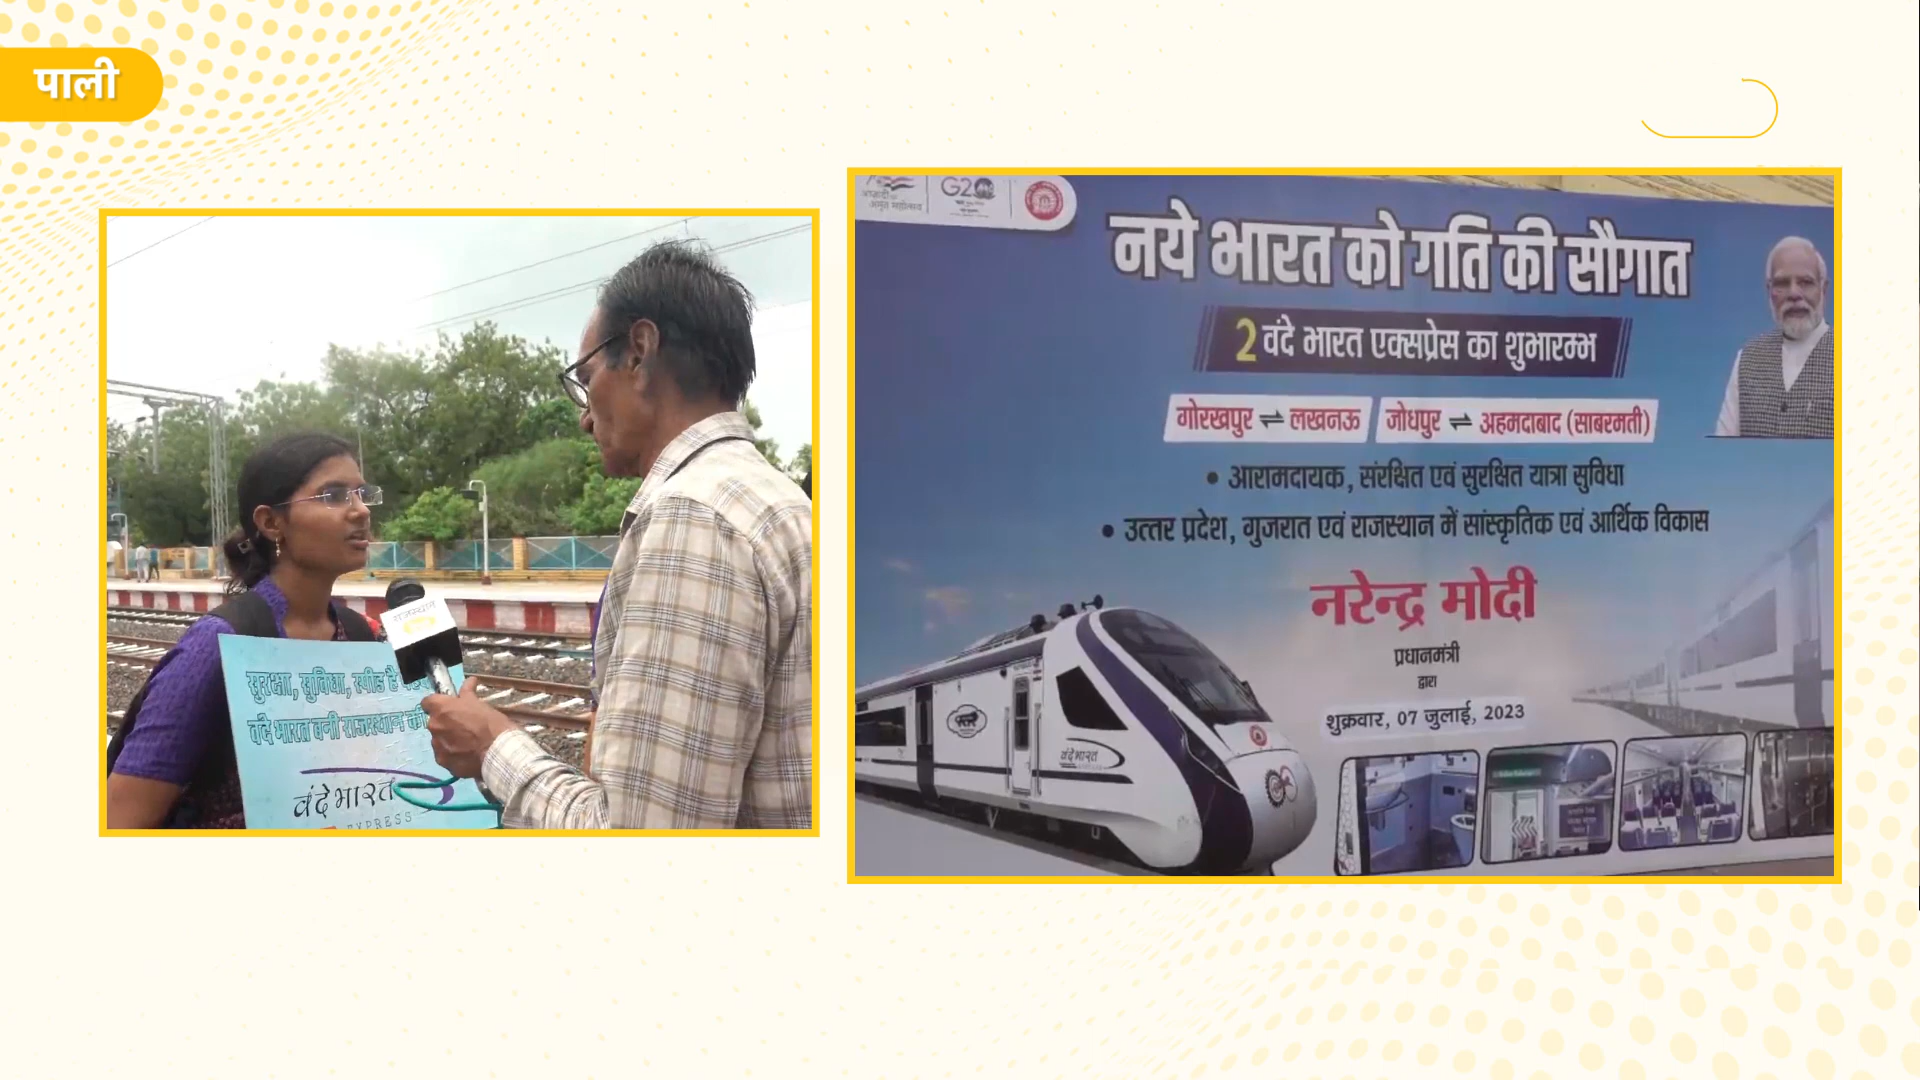 पाली
सुरक्षा, सुविधा, स्पीड है
वंदे भारत बनी राजस्थान की
वंदे भारत
EXPRESS
राजस्थान
G20
नये भारत को गति की सौगात
2 वंदे भारत एक्सप्रेस का शुभारम्भ
गोरखपुर ⇌ लखनऊ जोधपुर ⇌ अहमदाबाद (साबरमती)
• आरामदायक, संरक्षित एवं सुरक्षित यात्रा सुविधा
• उत्तर प्रदेश, गुजरात एवं राजस्थान में सांस्कृतिक एवं आर्थिक विकास
नरेन्द्र मोदी
प्रधानमंत्री
द्वारा
शुक्रवार, 07 जुलाई, 2023
वंदे भारत